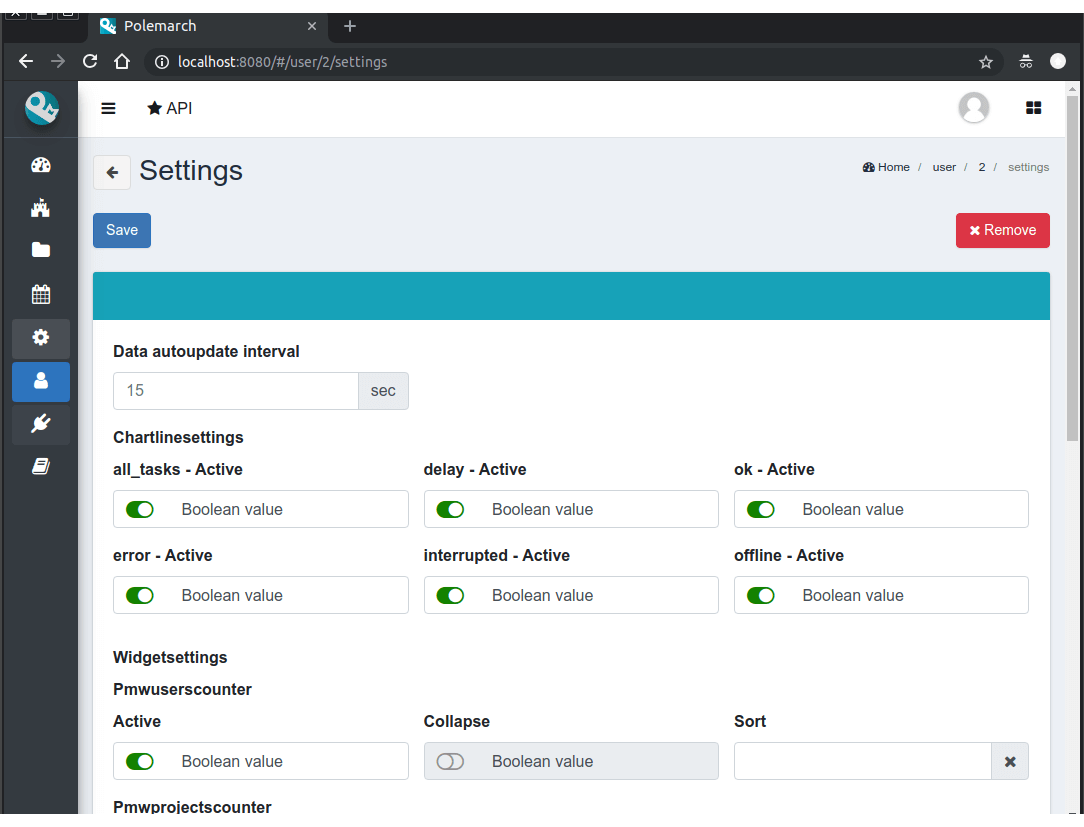 Polemarch
localhost:8080/#/user/2/settings
API
Settings
Home / user / 2 / settings
Save
Remove
Data autoupdate interval
15 sec
Chartlinesettings
all_tasks - Active delay - Active ok - Active
Boolean value Boolean value Boolean value
error - Active interrupted - Active offline - Active
Boolean value Boolean value Boolean value
Widgetsettings
Pmwuserscounter
Active Collapse Sort
Boolean value Boolean value
Pmwprojectscounter